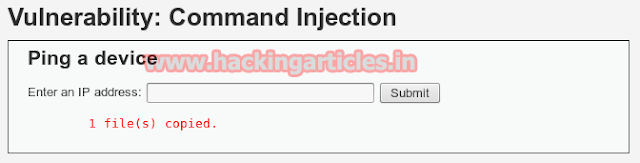 Vulnerability: Command Injection
Ping a device
www.hackingarticles.in
Enter an IP address:
Submit
1 file(s) copied.